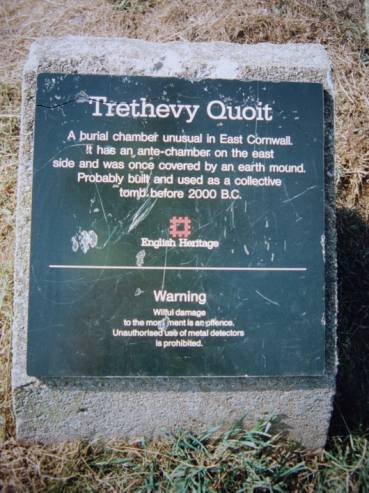 Trethevy Quoit
A burial chamber unusual in East Cornwall.
It has an ante-chamber on the east
side and was once covered by an earth mound.
Probably built and used as a collective
tomb before 2000 B.C.
English Heritage
Warning
Wilful damage
to the monument is an offence.
Unauthorised use of metal detectors
is prohibited.